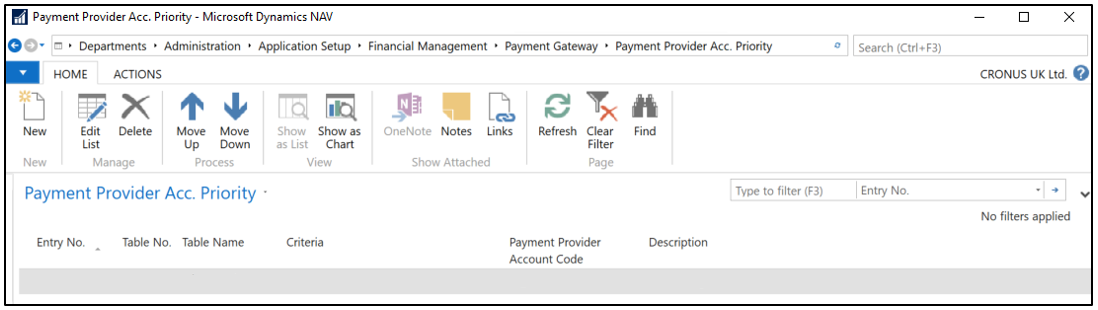 Payment Provider Acc. Priority - Microsoft Dynamics NAV
Departments Administration Application Setup Financial Management Payment Gateway Payment Provider Acc. Priority
Search (Ctrl+F3)
HOME ACTIONS
CRONUS UK Ltd.
New
Edit List
Delete
Move Up
Move Down
Show as List
Show as Chart
OneNote
Notes
Links
Refresh
Clear Filter
Find
New
Manage
Process
View
Show Attached
Page
Payment Provider Acc. Priority
Type to filter (F3)
Entry No.
No filters applied
Entry No. Table No. Table Name Criteria Payment Provider Description
Account Code